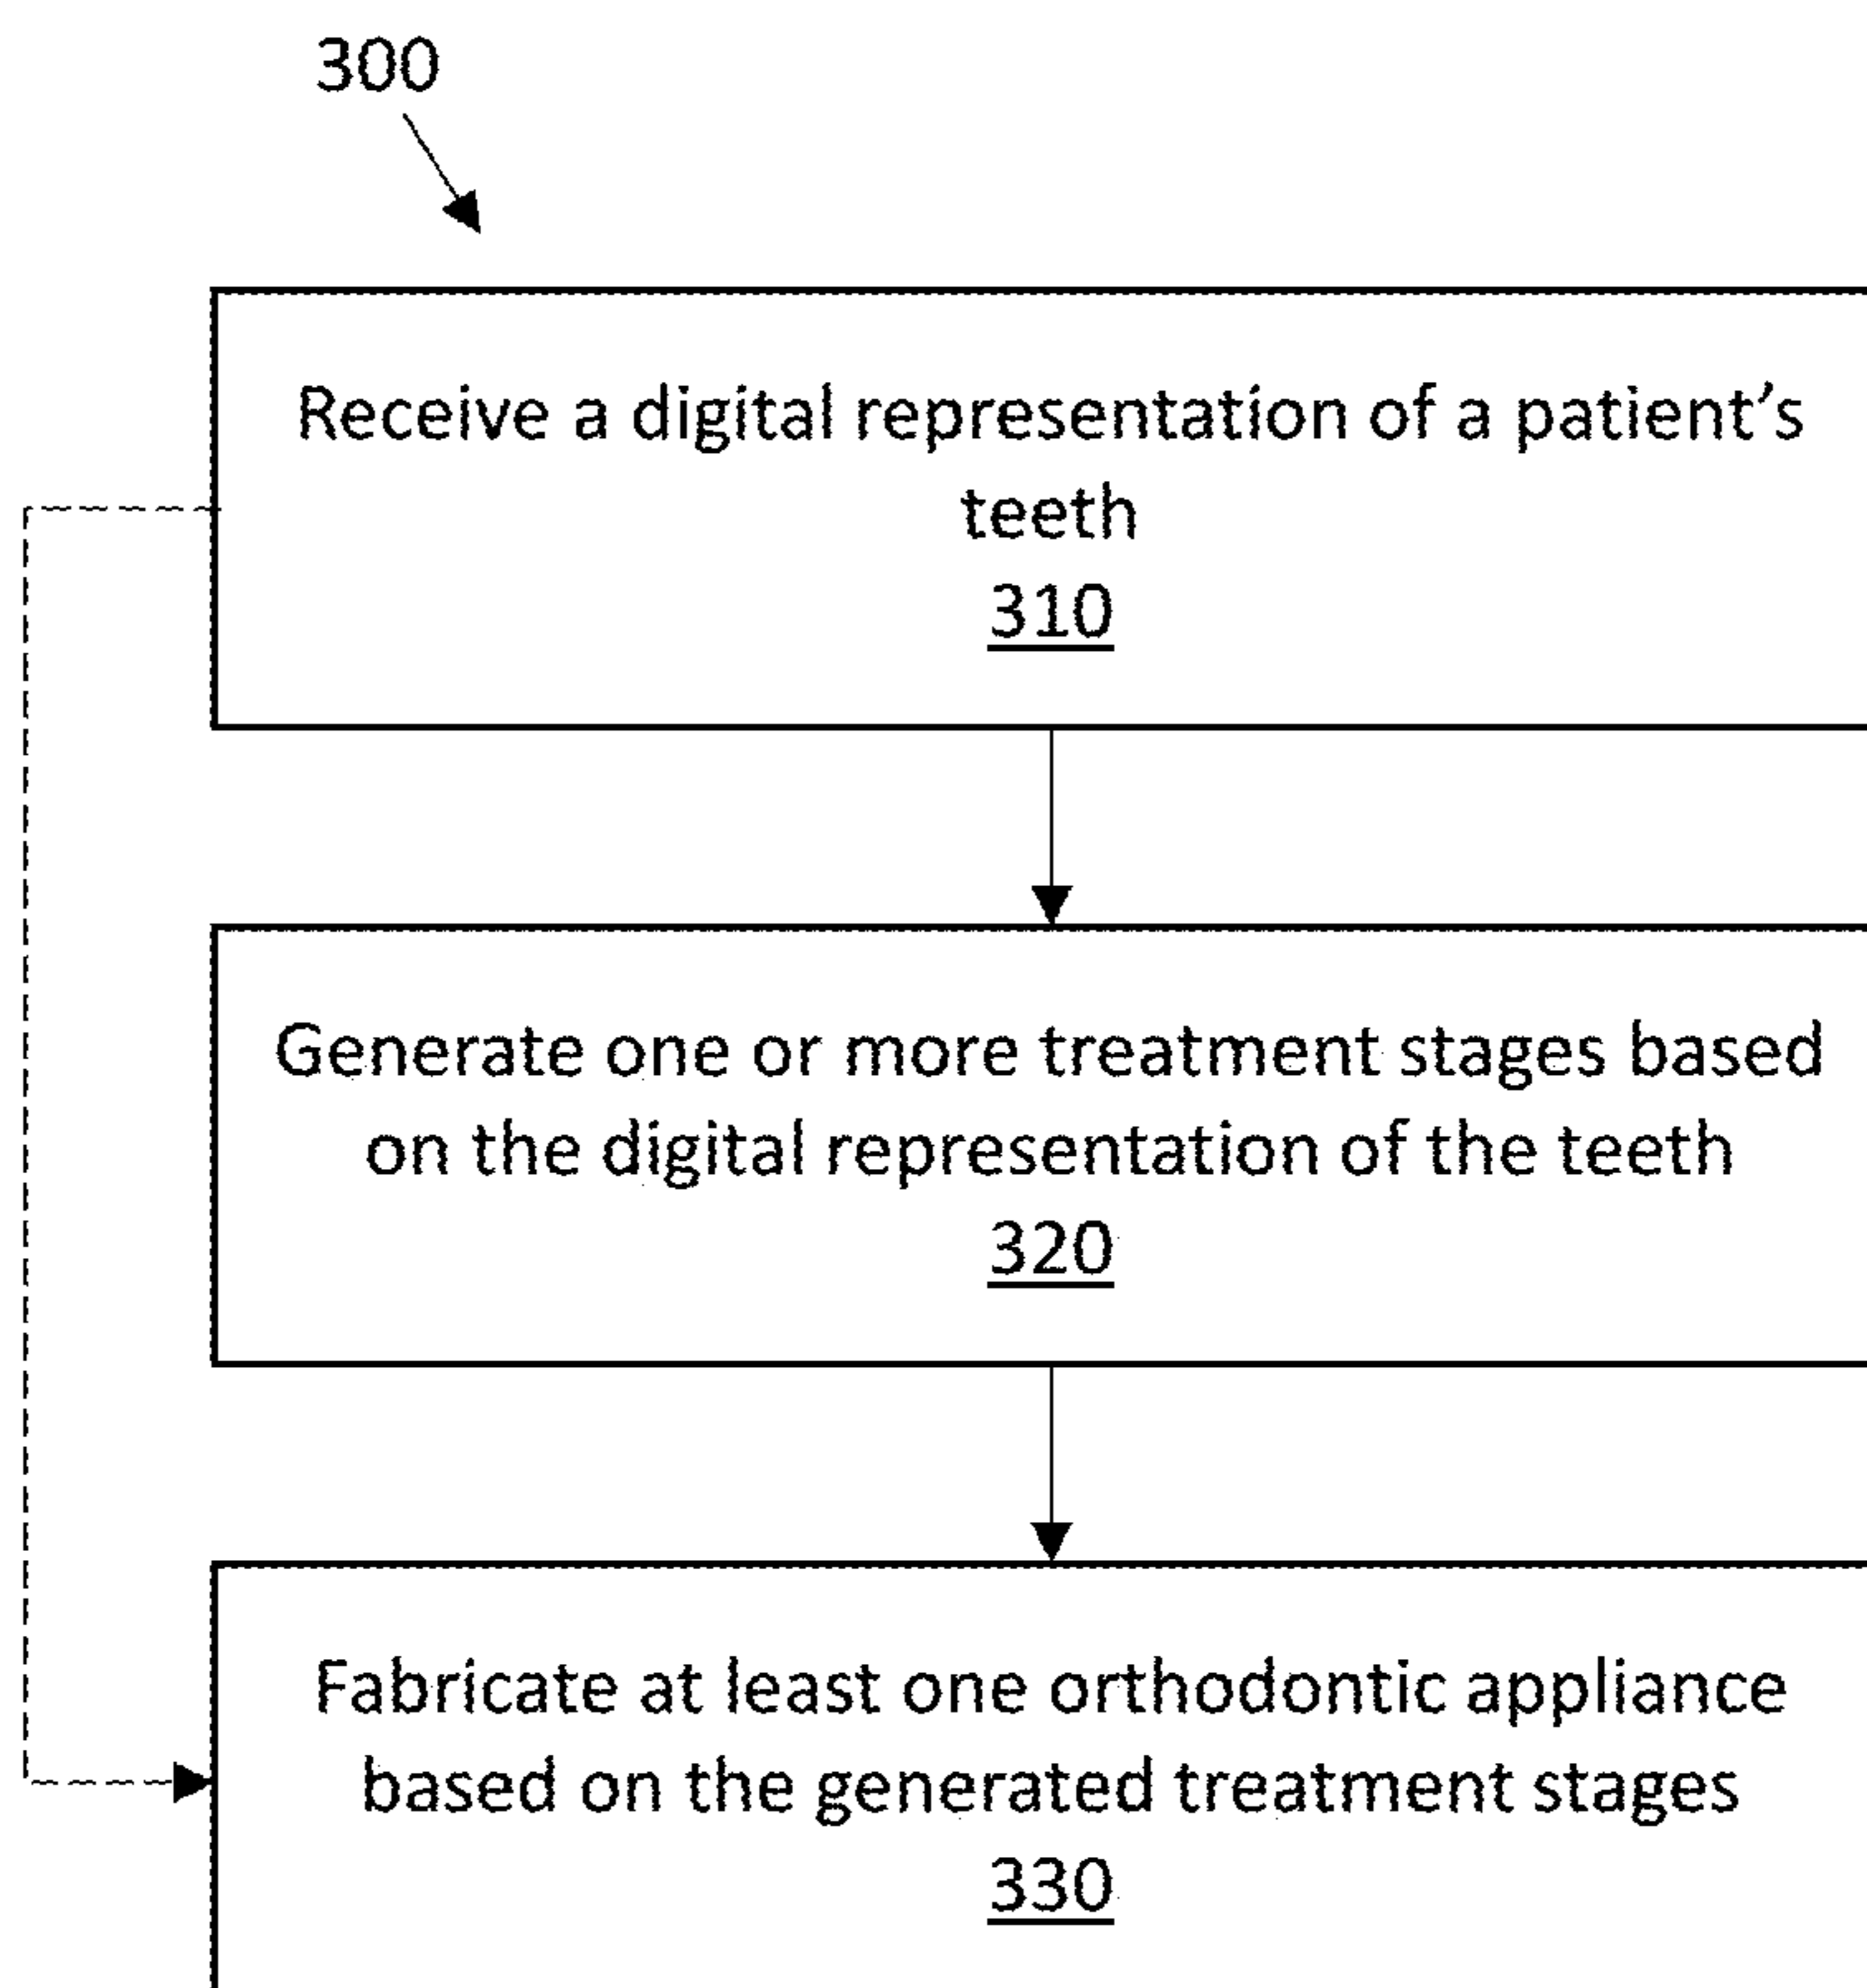 300
Receive a digital representation of a patient’s
teeth
310
Generate one or more treatment stages based
on the digital representation of the teeth
320
Fabricate at least one orthodontic appliance
based on the generated treatment stages
330